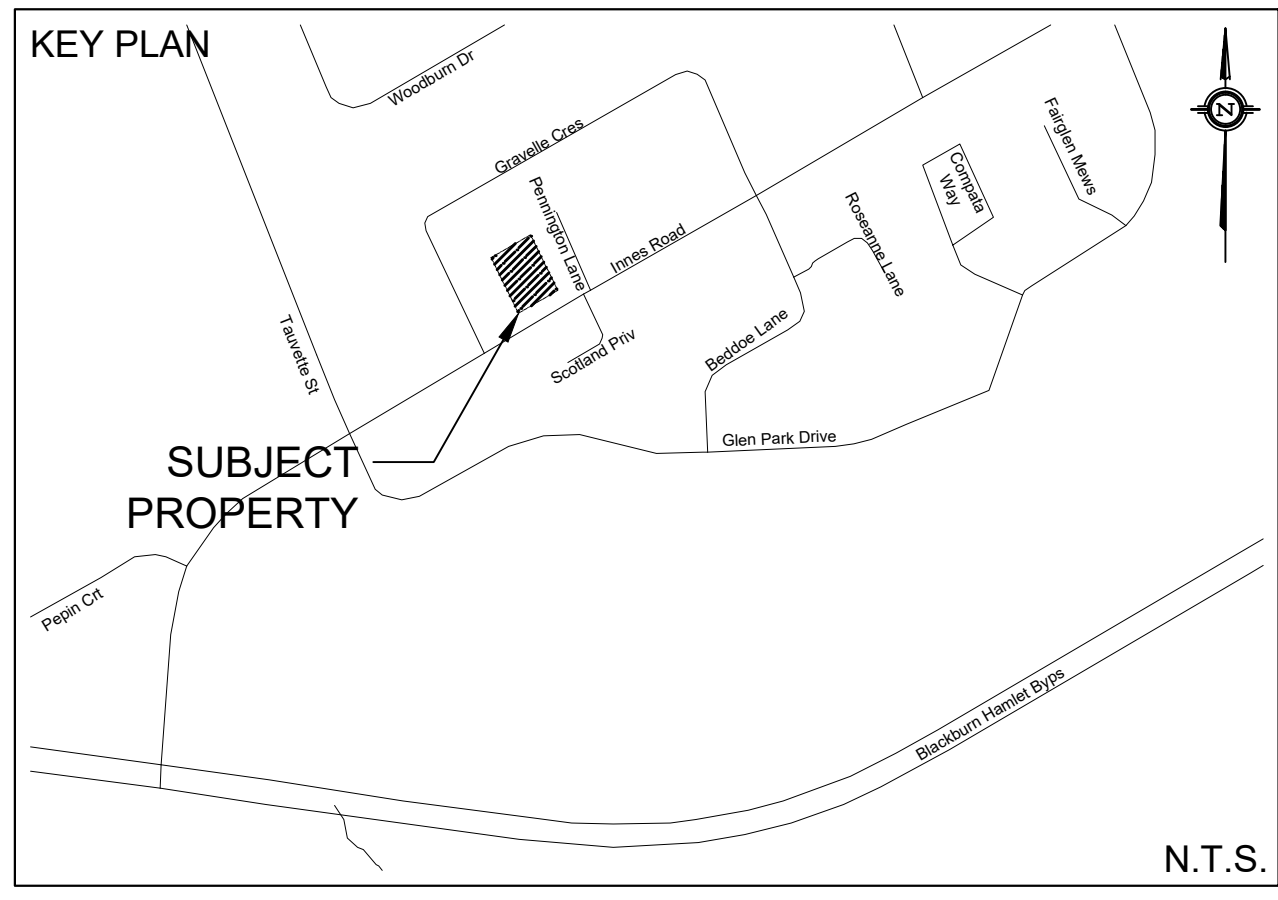 KEY PLAN
Woodburn Dr
Gravelle Cres
Pennington Lane
Innes Road
Roseanne Lane
Compata
Way
Fairglen Mews
N
Tauvette St
Scotland Priv
Beddoe Lane
Glen Park Drive
SUBJECT
PROPERTY
Pepin Crt
Blackburn Hamlet Byps
N.T.S.